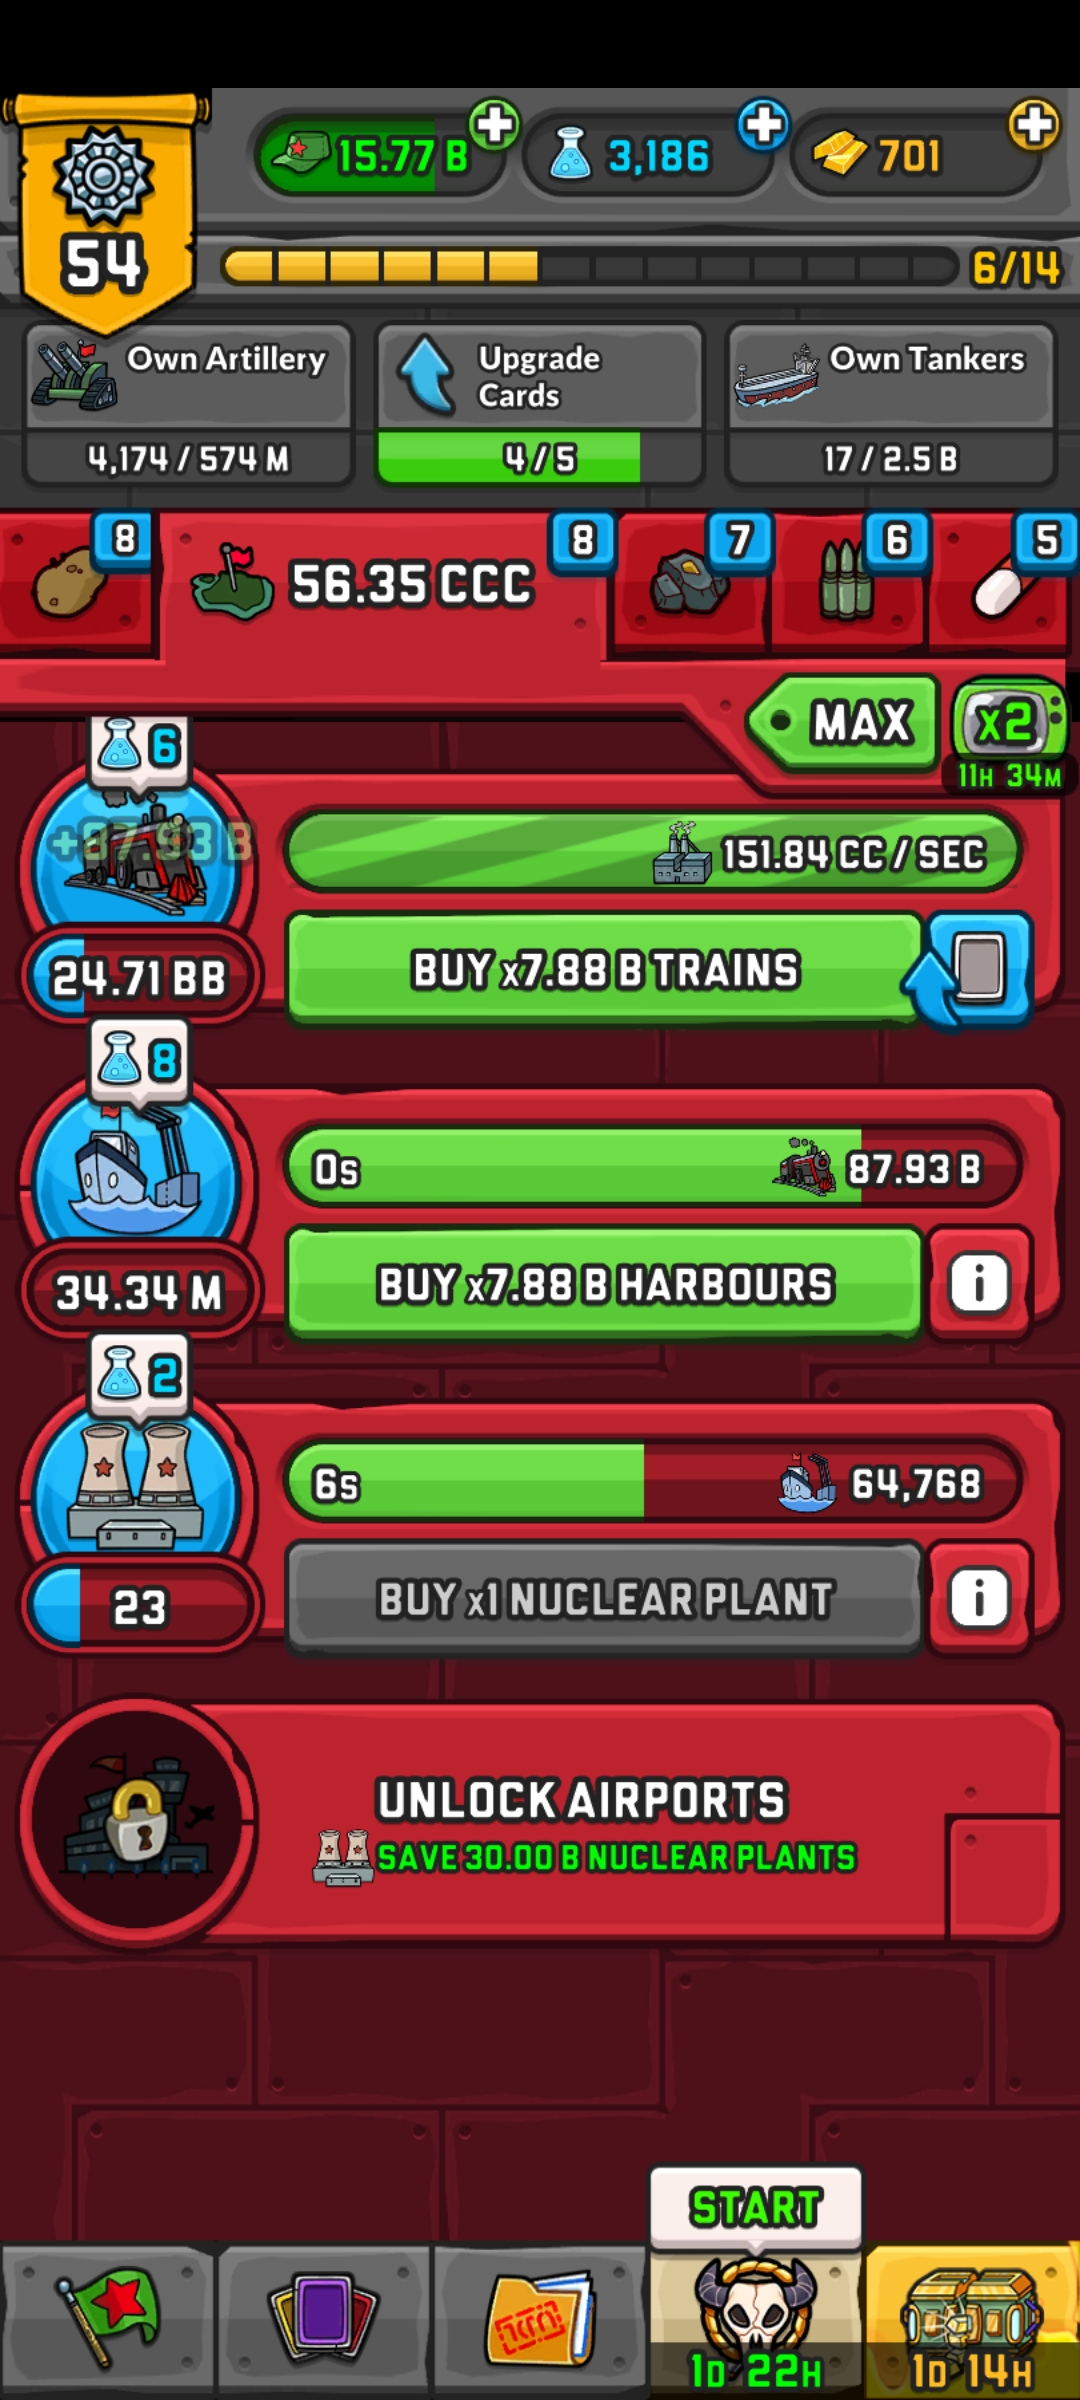 15.77 B
3,186
701
54
6/14
Own Artillery
4,174 / 574 M
Upgrade
Cards
4 / 5
Own Tankers
17 / 2.5 B
8
56.35 CCC
8
7
6
5
MAX
x2
11H 34M
6
+87.93 B
151.84 CC / SEC
24.71 BB
BUY x7.88 B TRAINS
8
0s
87.93 B
34.34 M
BUY x7.88 B HARBOURS
i
2
6s
64,768
23
BUY x1 NUCLEAR PLANT
i
UNLOCK AIRPORTS
SAVE 30.00 B NUCLEAR PLANTS
START
1D 22H
1D 14H